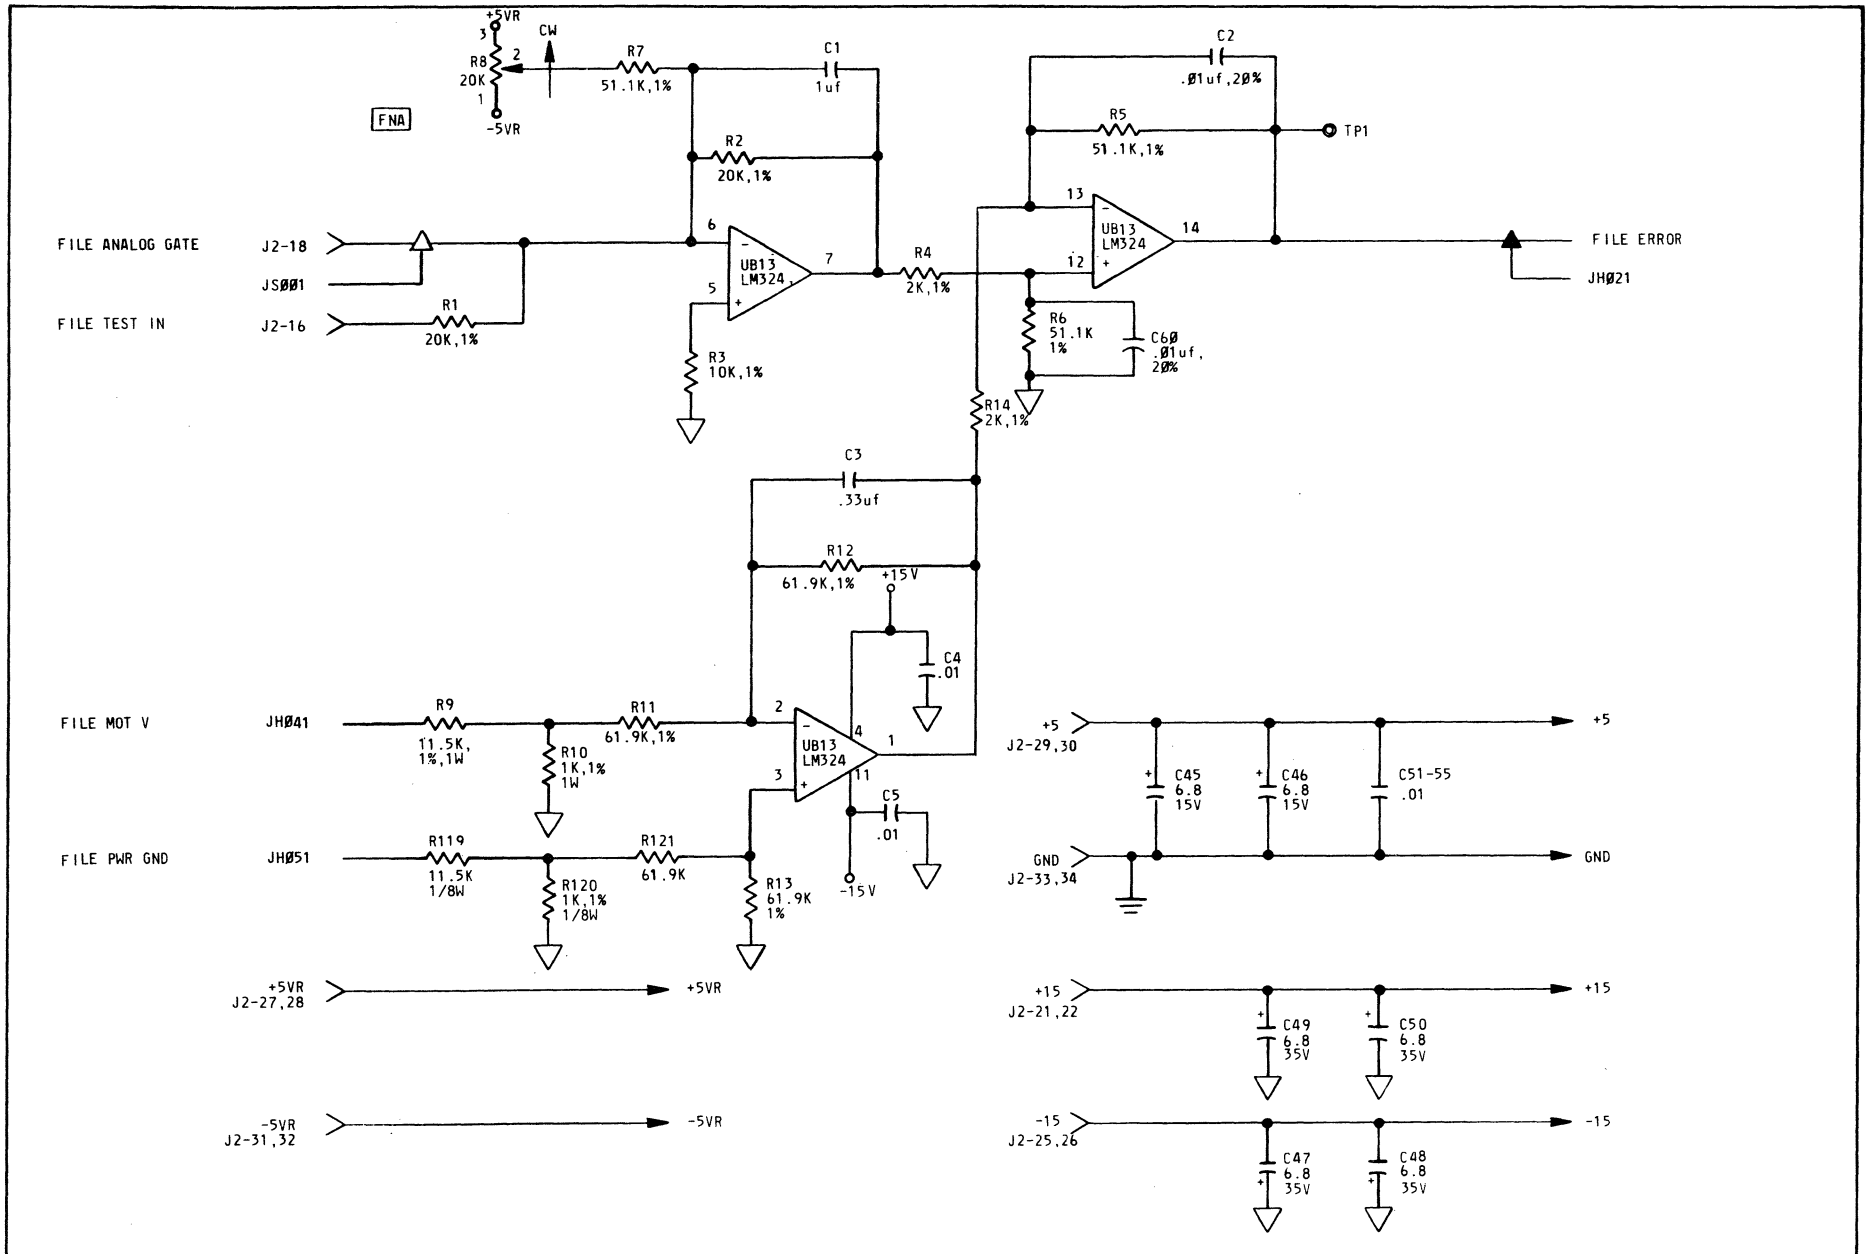 +5VR
3
CW
R8
20K
2
1
-5VR
FNA
R7
51.1K,1%
C1
1uf
R2
20K,1%
C2
.Ø1uf,20%
R5
51.1K,1%
TP1
FILE ANALOG GATE
J2-18
JSØØ1
FILE TEST IN
J2-16
R1
20K,1%
6
-
UB13
LM324
5
+
7
R3
10K,1%
R4
2K,1%
13
-
UB13
LM324
12
+
14
FILE ERROR
JHØ21
R6
51.1K
1%
C6Ø
.Ø1uf,
2Ø%
R14
2K,1%
C3
.33uf
R12
61.9K,1%
+15V
C4
.01
FILE MOT V
JHØ41
R9
11.5K,
1%,1W
R10
1K,1%
1W
R11
61.9K,1%
2
-
UB13
LM324
3
+
4
1
11
C5
.01
-15V
FILE PWR GND
JHØ51
R119
11.5K
1/8W
R120
1K,1%
1/8W
R121
61.9K
R13
61.9K
1%
+5
J2-29,30
+
C45
6.8
15V
+
C46
6.8
15V
C51-55
.01
+5
GND
J2-33,34
GND
+5VR
J2-27,28
+5VR
+15
J2-21,22
+
C49
6.8
35V
+
C50
6.8
35V
+15
-5VR
J2-31,32
-5VR
-15
J2-25,26
C47
6.8
35V
+
C48
6.8
35V
+
-15